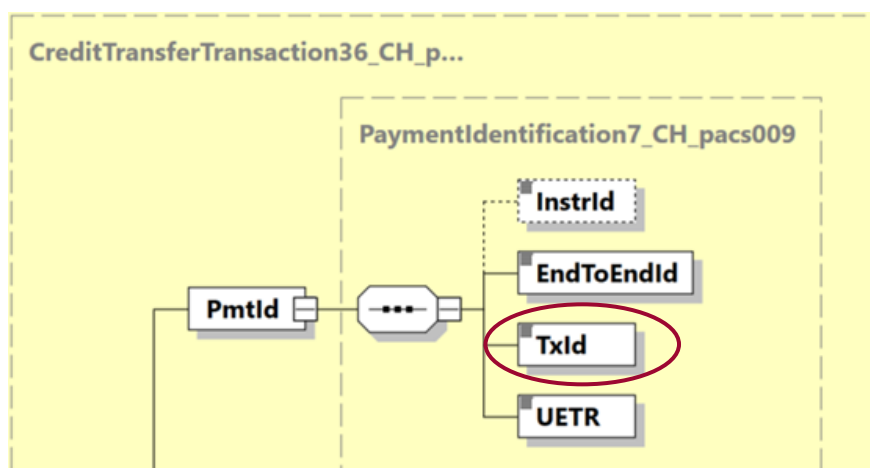 CreditTransferTransaction36_CH_p...
PaymentIdentification7_CH_pacs009
InstrId
EndToEndId
PmtId
TxId
UETR